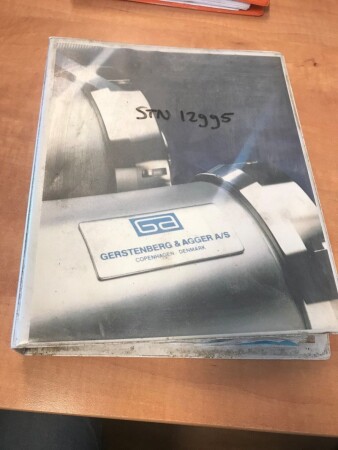 STN 12995
ga
GERSTENBERG & AGGER A/S
COPENHAGEN · DENMARK